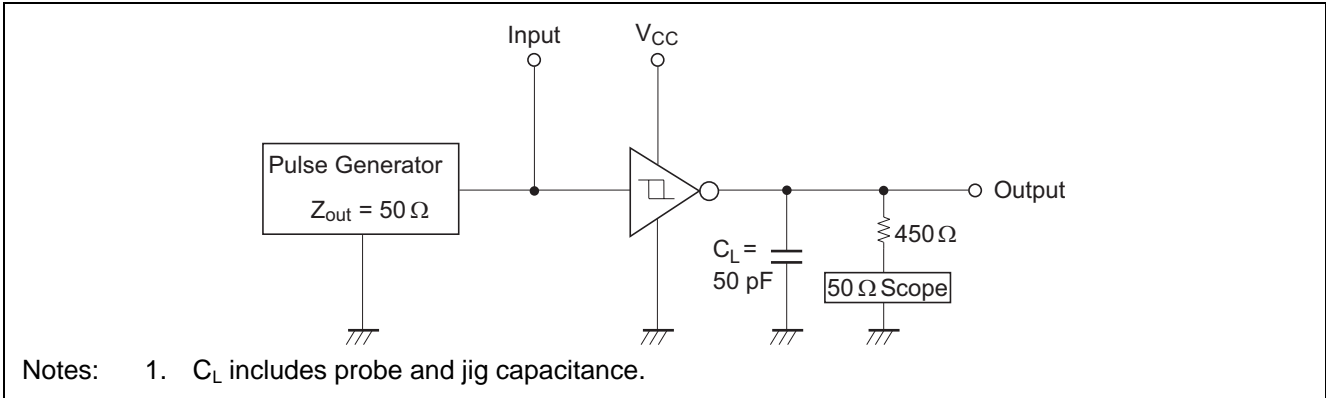 Input
V_CC
Pulse Generator
Z_out = 50 Ω
Output
C_L =
50 pF
450 Ω
50 Ω Scope
Notes: 1. C_L includes probe and jig capacitance.